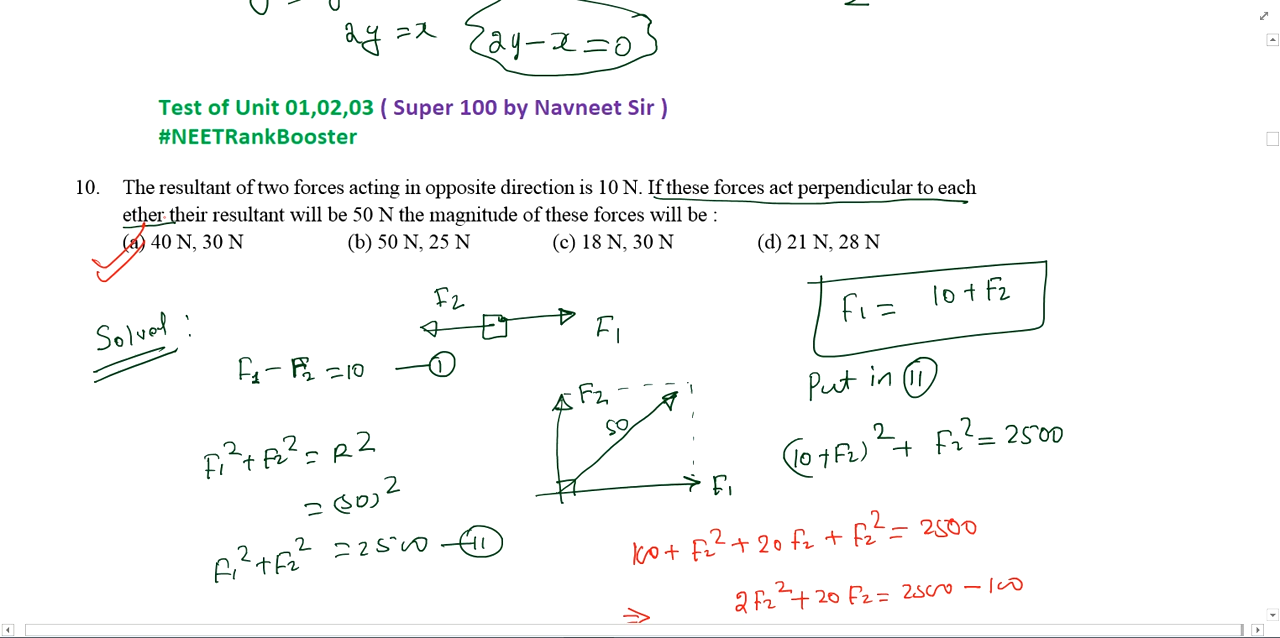 2y = x {2y - x = 0}
Test of Unit 01,02,03 ( Super 100 by Navneet Sir )
#NEETRankBooster
10. The resultant of two forces acting in opposite direction is 10 N. If these forces act perpendicular to each
ether their resultant will be 50 N the magnitude of these forces will be :
(a) 40 N, 30 N (b) 50 N, 25 N (c) 18 N, 30 N (d) 21 N, 28 N
F₁ = 10 + F₂
F₂
F₁
F₁ - F₂ = 10 — ①
Put in ⑪
F₂
50
F₁
F₁² + F₂² = R²
= (50)²
F₁² + F₂² = 2500 — ⑪
(10 + F₂)² + F₂² = 2500
100 + F₂² + 20 F₂ + F₂² = 2500
⇒ 2F₂² + 20 F₂ = 2500 - 100